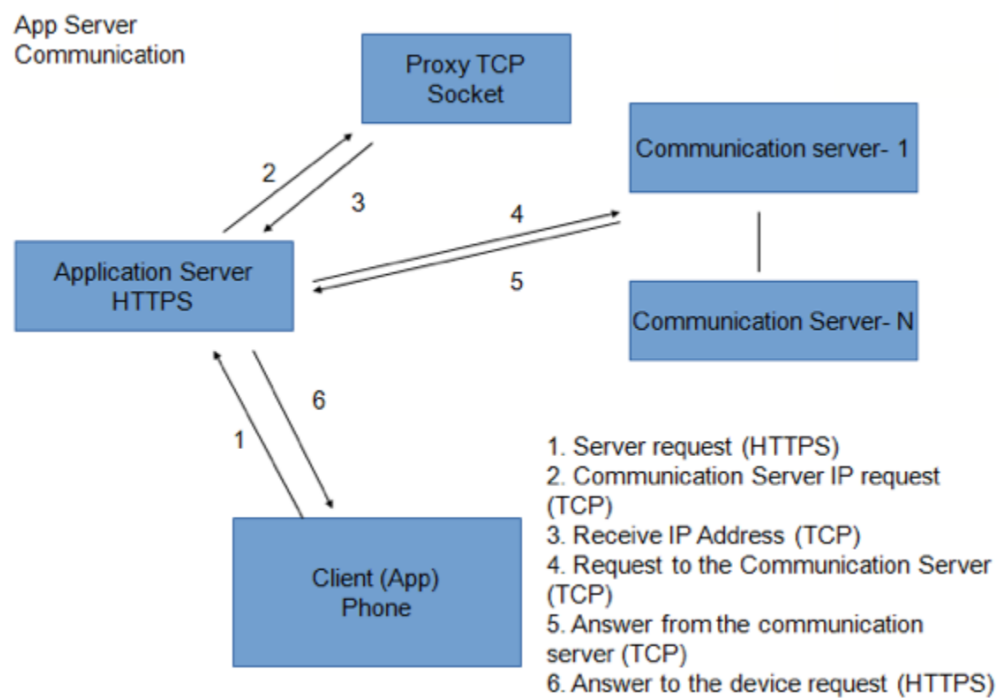 App Server
Communication
Proxy TCP
Socket
Communication server- 1
2
3
4
Application Server
HTTPS
5
Communication Server- N
6
1
1. Server request (HTTPS)
2. Communication Server IP request
(TCP)
3. Receive IP Address (TCP)
4. Request to the Communication Server
(TCP)
5. Answer from the communication
server (TCP)
6. Answer to the device request (HTTPS)
Client (App)
Phone